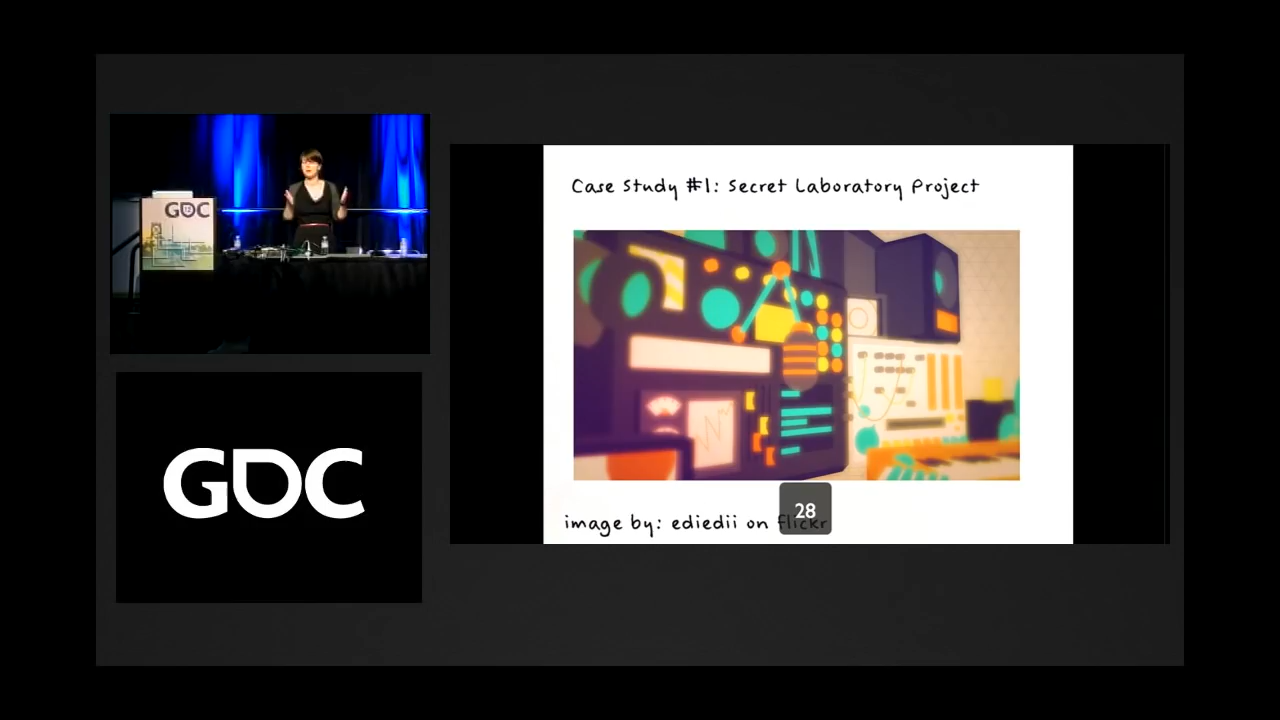 GDC
GDC
Case Study #1: Secret Laboratory Project
image by: ediedii on flickr
28